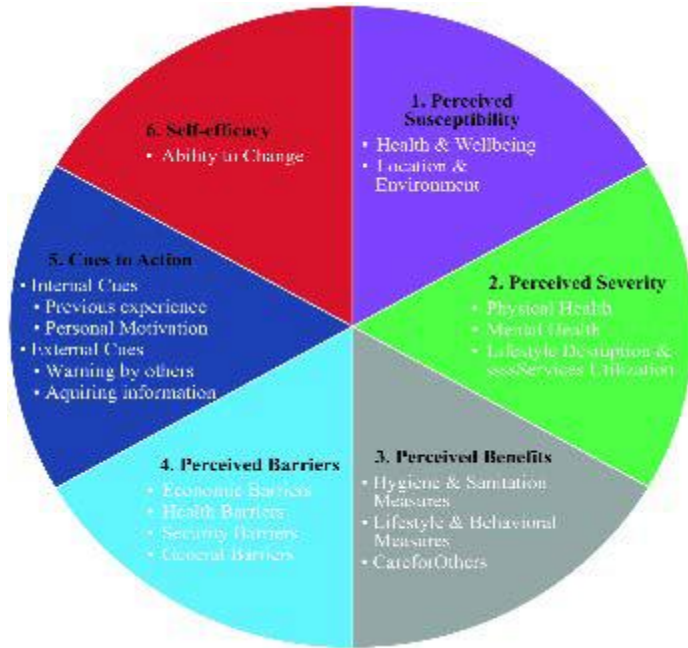 1. Perceived
Susceptibility
• Health & Wellbeing
• Location &
Environment
2. Perceived Severity
• Physical Health
• Mental Health
• Lifestyle Desruption &
ssssServices Utilization
3. Perceived Benefits
• Hygiene & Sanitation
Measures
• Lifestyle & Behavioral
Measures
• CareforOthers
4. Perceived Barriers
• Economic Barriers
• Health Barriers
• Security Barriers
• General Barriers
5. Cues to Action
• Internal Cues
• Previous experience
• Personal Motivation
• External Cues
• Warning by others
• Aquiring information
6. Self-efficacy
• Ability to Change